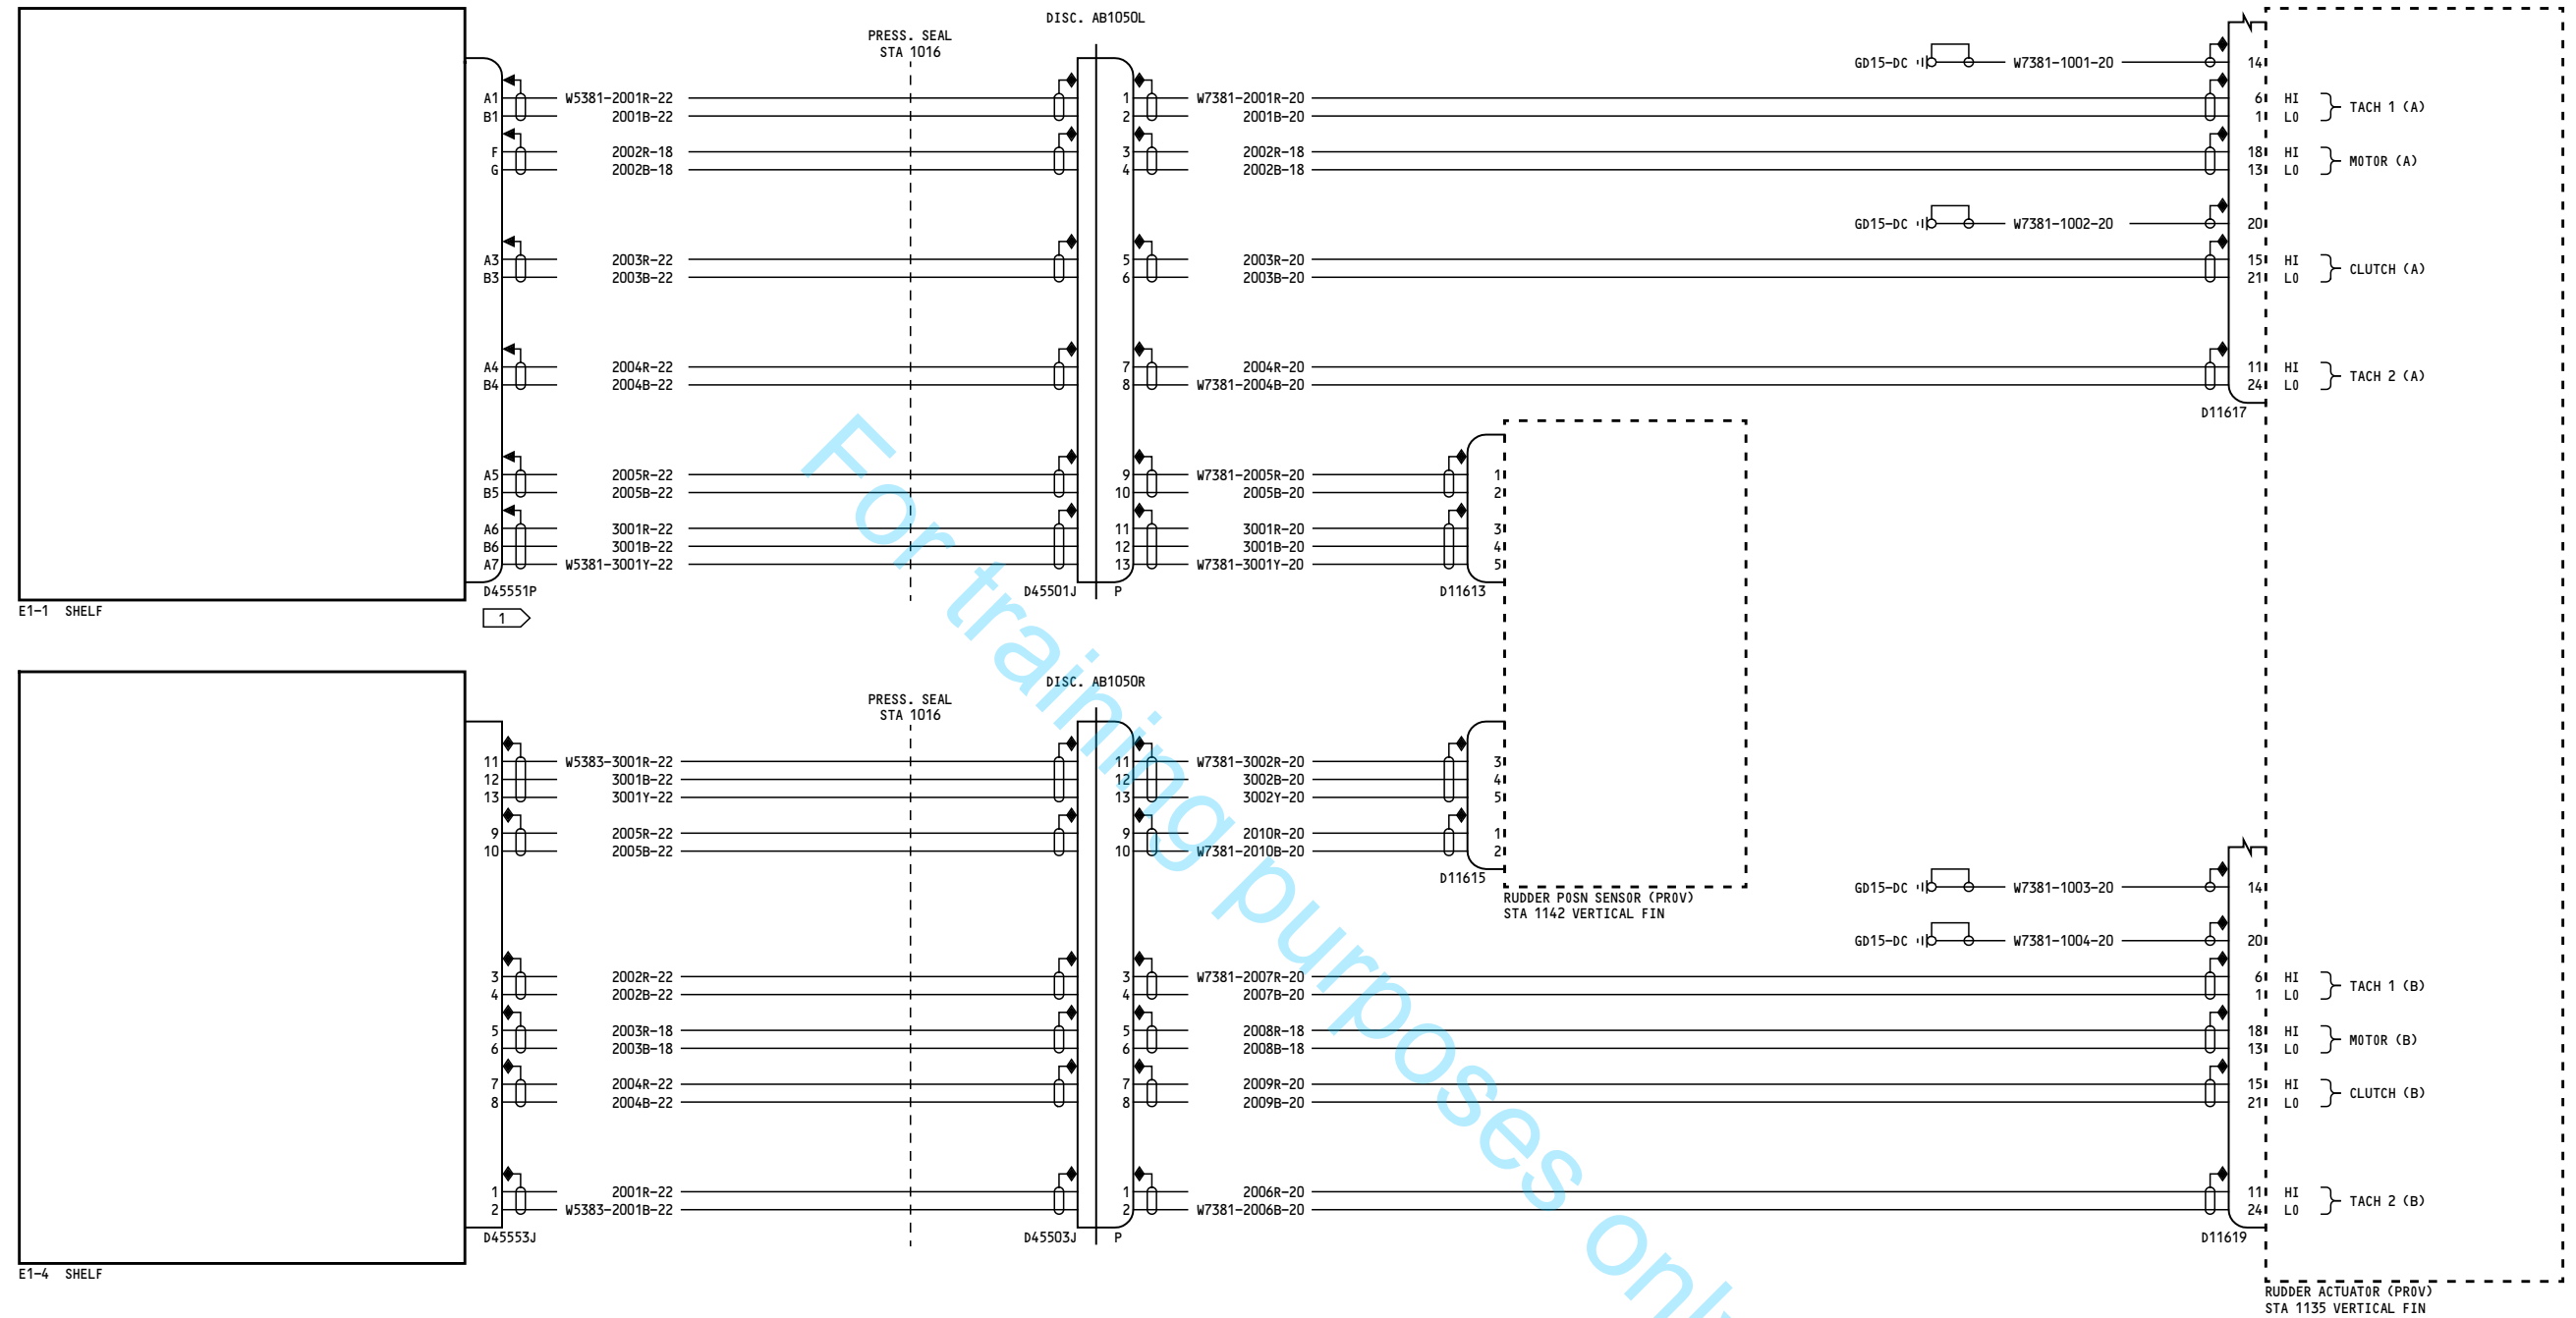 DISC. AB1050L
PRESS. SEAL
STA 1016
GD15-DC W7381-1001-20 14
A1 W5381-2001R-22 1 W7381-2001R-20 6 HI
B1 2001B-22 2 2001B-20 1 LO
TACH 1 (A)
F 2002R-18 3 2002R-18 18 HI
G 2002B-18 4 2002B-18 13 LO
MOTOR (A)
GD15-DC W7381-1002-20 20
A3 2003R-22 5 2003R-20 15 HI
B3 2003B-22 6 2003B-20 21 LO
CLUTCH (A)
A4 2004R-22 7 2004R-20 11 HI
B4 2004B-22 8 W7381-2004B-20 24 LO
TACH 2 (A)
D11617
A5 2005R-22 9 W7381-2005R-20 1
B5 2005B-22 10 2005B-20 2
A6 3001R-22 11 3001R-20 3
B6 3001B-22 12 3001B-20 4
A7 W5381-3001Y-22 13 W7381-3001Y-20 5
D45551P D45501J P D11613
E1-1 SHELF
1
DISC. AB1050R
PRESS. SEAL
STA 1016
11 W5383-3001R-22 11 W7381-3002R-20 3
12 3001B-22 12 3002B-20 4
13 3001Y-22 13 3002Y-20 5
9 2005R-22 9 2010R-20 1
10 2005B-22 10 W7381-2010B-20 2
D11615
RUDDER POSN SENSOR (PROV)
STA 1142 VERTICAL FIN
GD15-DC W7381-1003-20 14
GD15-DC W7381-1004-20 20
3 2002R-22 3 W7381-2007R-20 6 HI
4 2002B-22 4 2007B-20 1 LO
TACH 1 (B)
5 2003R-18 5 2008R-18 18 HI
6 2003B-18 6 2008B-18 13 LO
MOTOR (B)
7 2004R-22 7 2009R-20 15 HI
8 2004B-22 8 2009B-20 21 LO
CLUTCH (B)
1 2001R-22 1 2006R-20 11 HI
2 W5383-2001B-22 2 W7381-2006B-20 24 LO
TACH 2 (B)
D45553J D45503J P D11619
E1-4 SHELF
RUDDER ACTUATOR (PROV)
STA 1135 VERTICAL FIN
For training purposes only